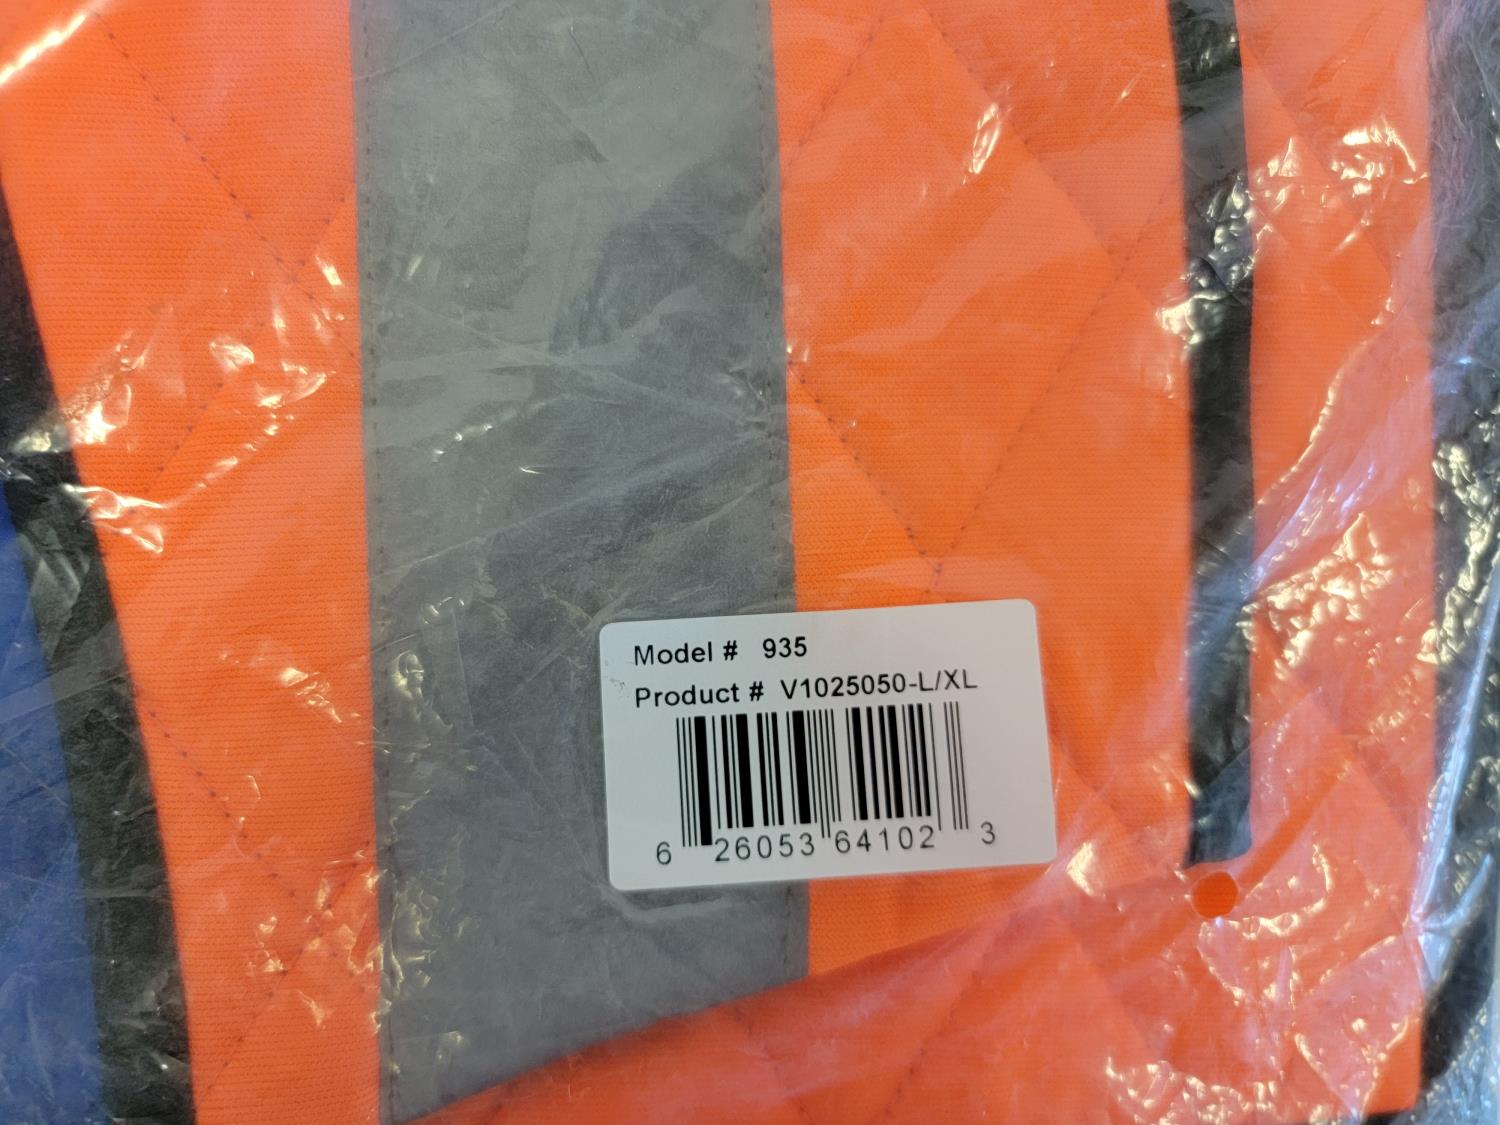 Model # 935
Product # V1025050-L/XL
6 26053 64102 3